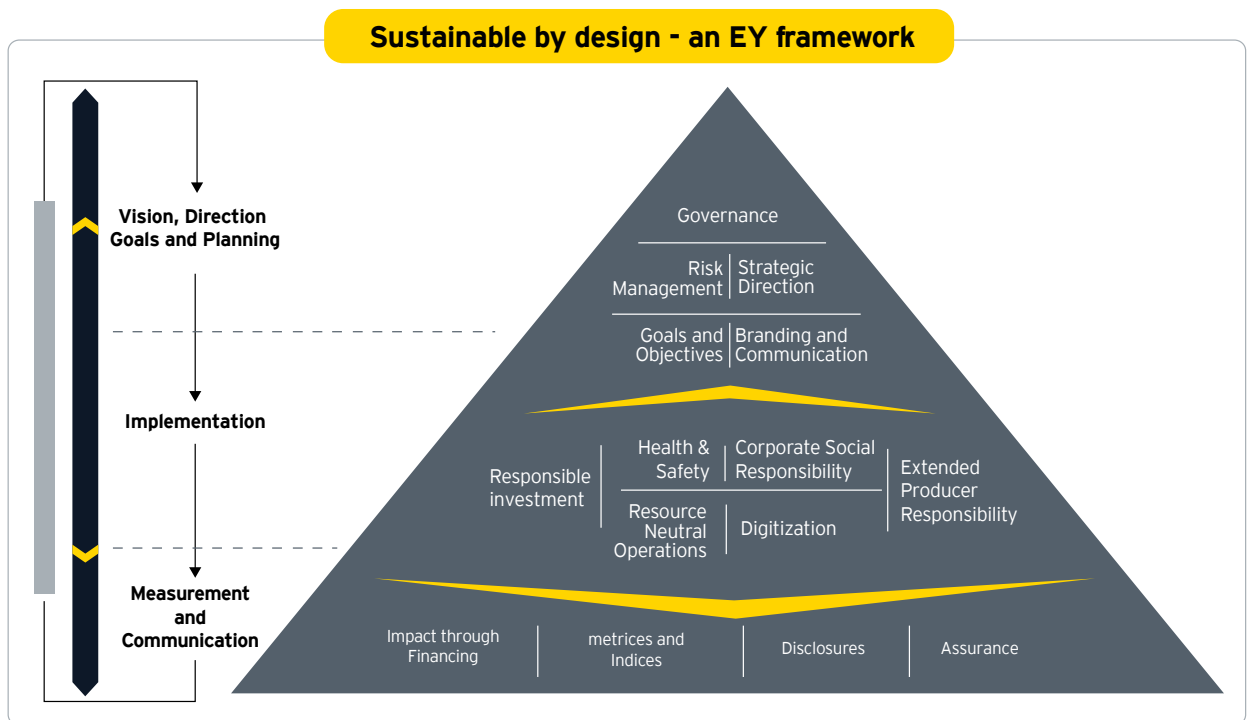 Sustainable by design - an EY framework
Vision, Direction
Goals and Planning
Implementation
Measurement
and
Communication
Governance
Risk
Management
Strategic
Direction
Goals and
Objectives
Branding and
Communication
Responsible
investment
Health &
Safety
Corporate Social
Responsibility
Resource
Neutral
Operations
Digitization
Extended
Producer
Responsibility
Impact through
Financing
metrices and
Indices
Disclosures
Assurance